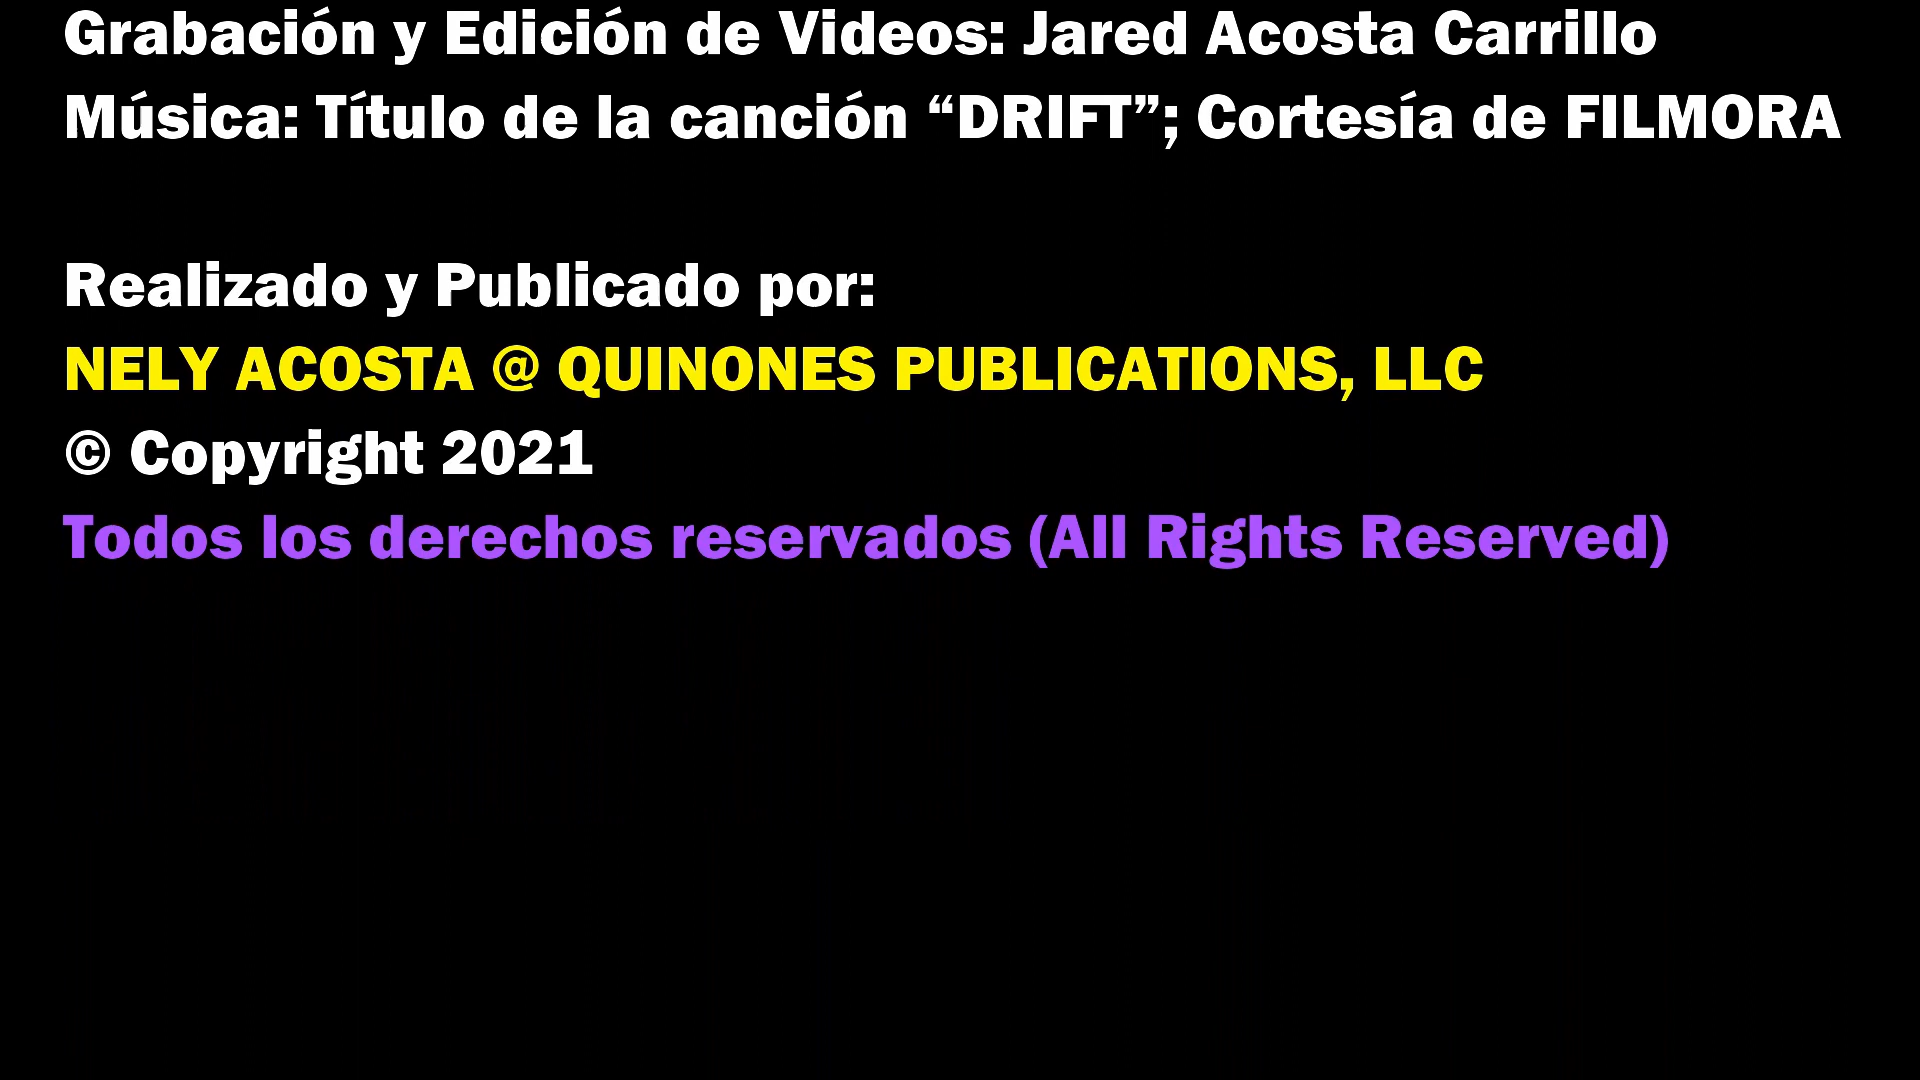 Grabación y Edición de Videos: Jared Acosta Carrillo
Música: Título de la canción “DRIFT”; Cortesía de FILMORA
Realizado y Publicado por:
NELY ACOSTA @ QUINONES PUBLICATIONS, LLC
© Copyright 2021
Todos los derechos reservados (All Rights Reserved)